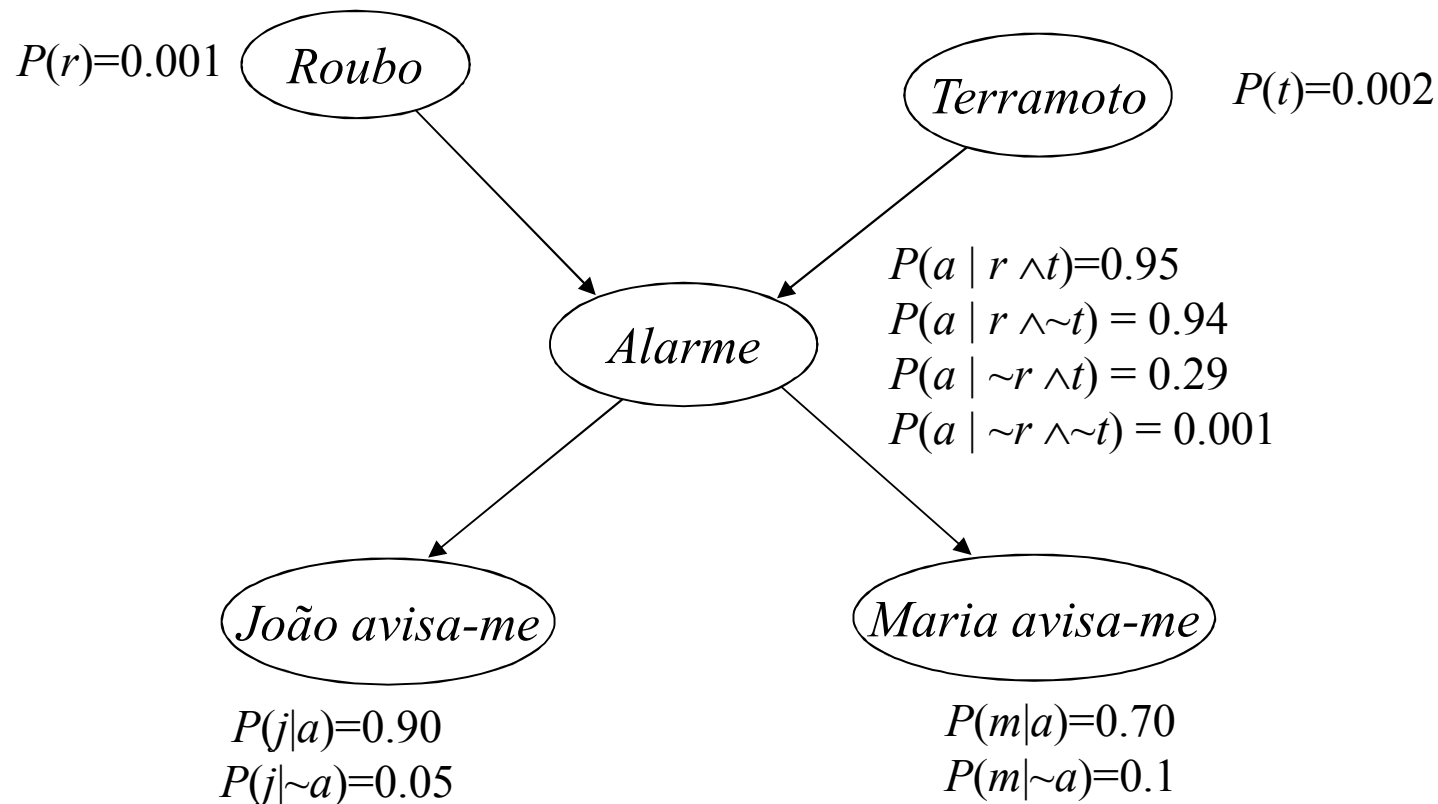 P(r)=0.001
Roubo
Terramoto
P(t)=0.002
Alarme
P(a | r ∧t)=0.95
P(a | r ∧~t) = 0.94
P(a | ~r ∧t) = 0.29
P(a | ~r ∧~t) = 0.001
João avisa-me
Maria avisa-me
P(j|a)=0.90
P(j|~a)=0.05
P(m|a)=0.70
P(m|~a)=0.1